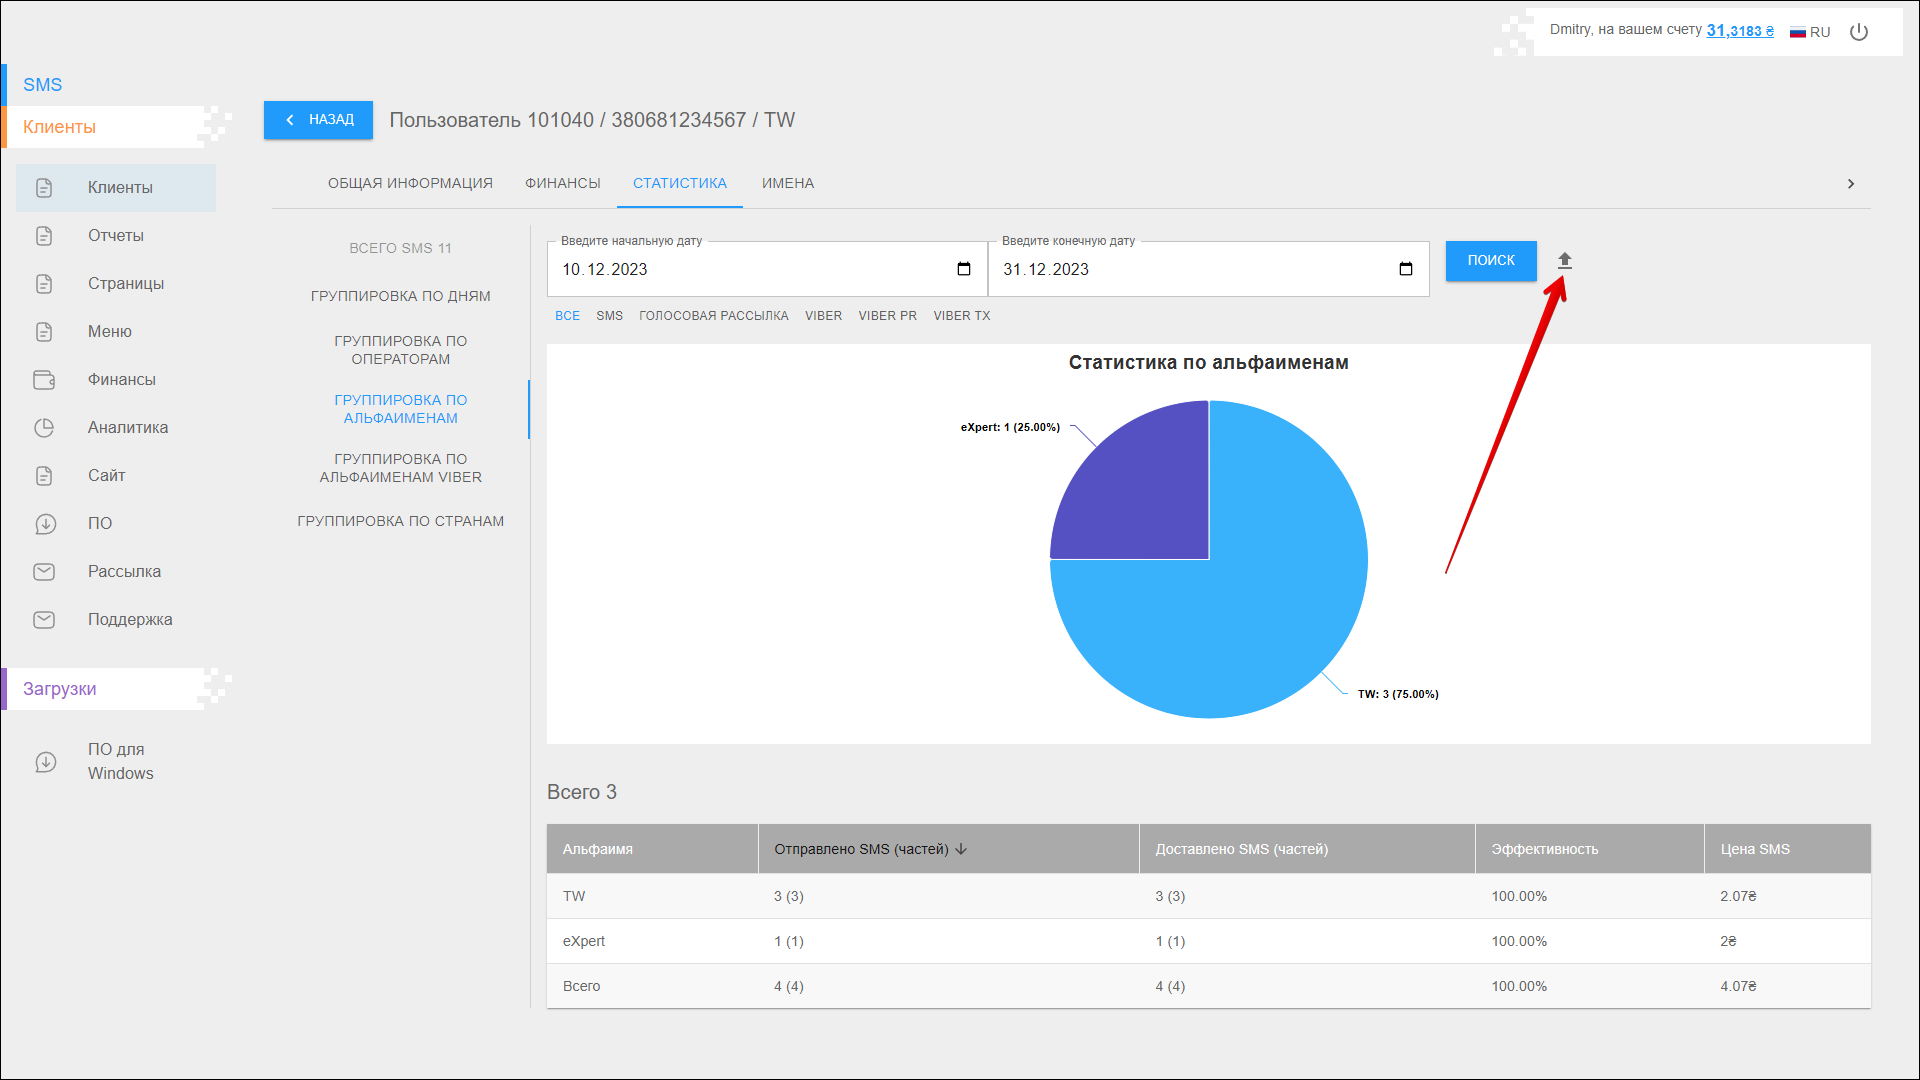 Dmitry, на вашем счету 31,3183 ₴ RU
SMS
Клиенты
НАЗАД
Пользователь 101040 / 380681234567 / TW
Клиенты
Отчеты
Страницы
Меню
Финансы
Аналитика
Сайт
ПО
Рассылка
Поддержка
Загрузки
ПО для
Windows
ОБЩАЯ ИНФОРМАЦИЯ ФИНАНСЫ СТАТИСТИКА ИМЕНА
ВСЕГО SMS 11
ГРУППИРОВКА ПО ДНЯМ
ГРУППИРОВКА ПО
ОПЕРАТОРАМ
ГРУППИРОВКА ПО
АЛЬФАИМЕНАМ
ГРУППИРОВКА ПО
АЛЬФАИМЕНАМ VIBER
ГРУППИРОВКА ПО СТРАНАМ
Введите начальную дату
10.12.2023
Введите конечную дату
31.12.2023
ПОИСК
ВСЕ SMS ГОЛОСОВАЯ РАССЫЛКА VIBER VIBER PR VIBER TX
Статистика по альфаименам
eXpert: 1 (25.00%)
TW: 3 (75.00%)
Всего 3
Альфаимя Отправлено SMS (частей) Доставлено SMS (частей) Эффективность Цена SMS
TW 3 (3) 3 (3) 100.00% 2.07₴
eXpert 1 (1) 1 (1) 100.00% 2₴
Всего 4 (4) 4 (4) 100.00% 4.07₴